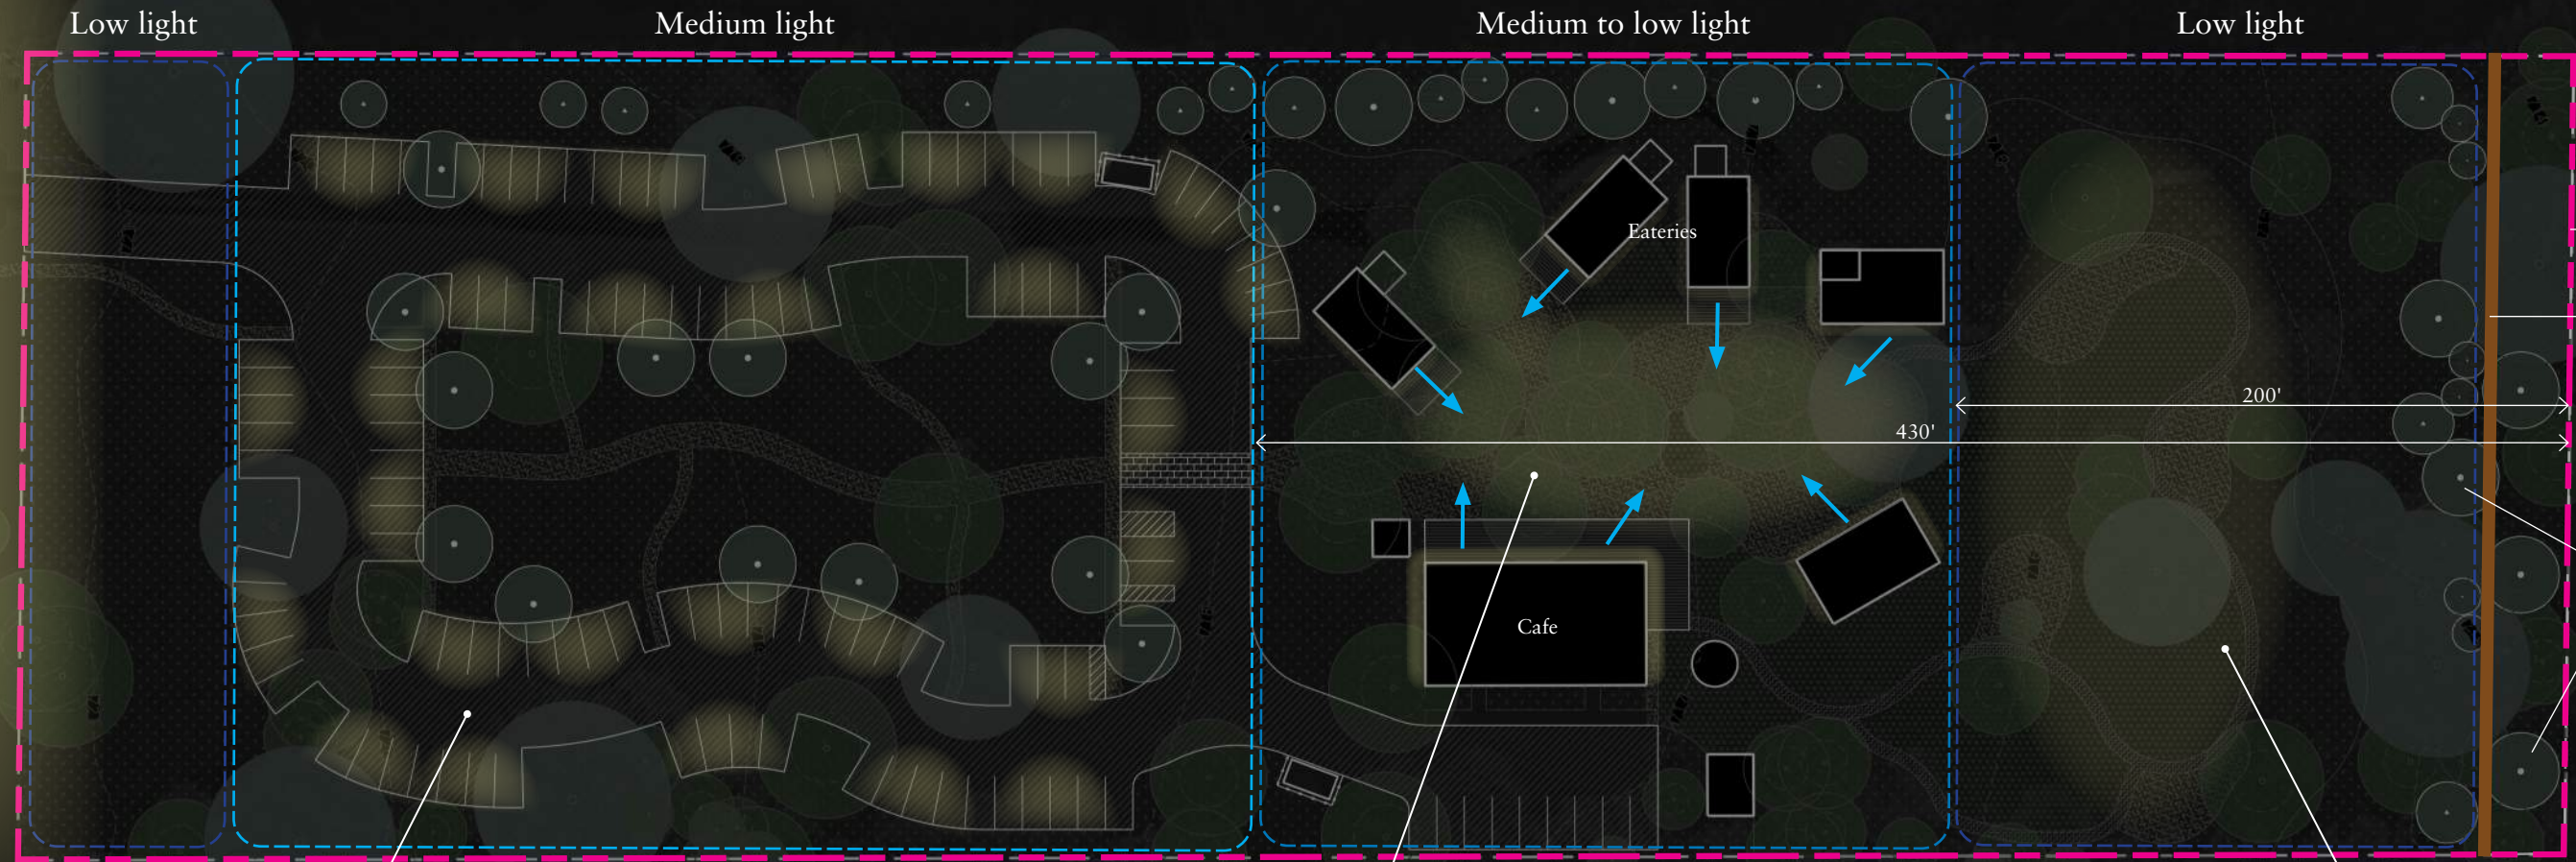 Low light
Medium light
Medium to low light
Low light
Eateries
200'
430'
Cafe